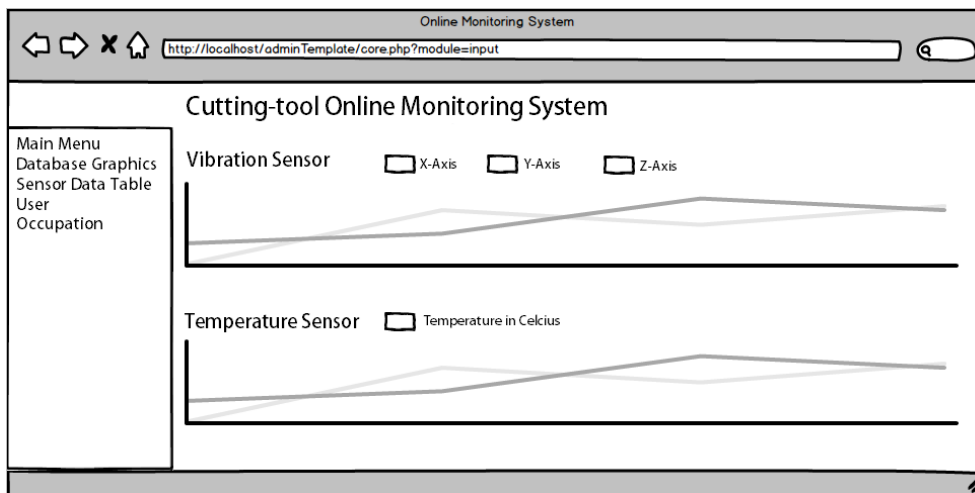 Online Monitoring System
http://localhost/adminTemplate/core.php?module=input
Cutting-tool Online Monitoring System
Main Menu
Database Graphics
Sensor Data Table
User
Occupation
Vibration Sensor
X-Axis
Y-Axis
Z-Axis
Temperature Sensor
Temperature in Celcius